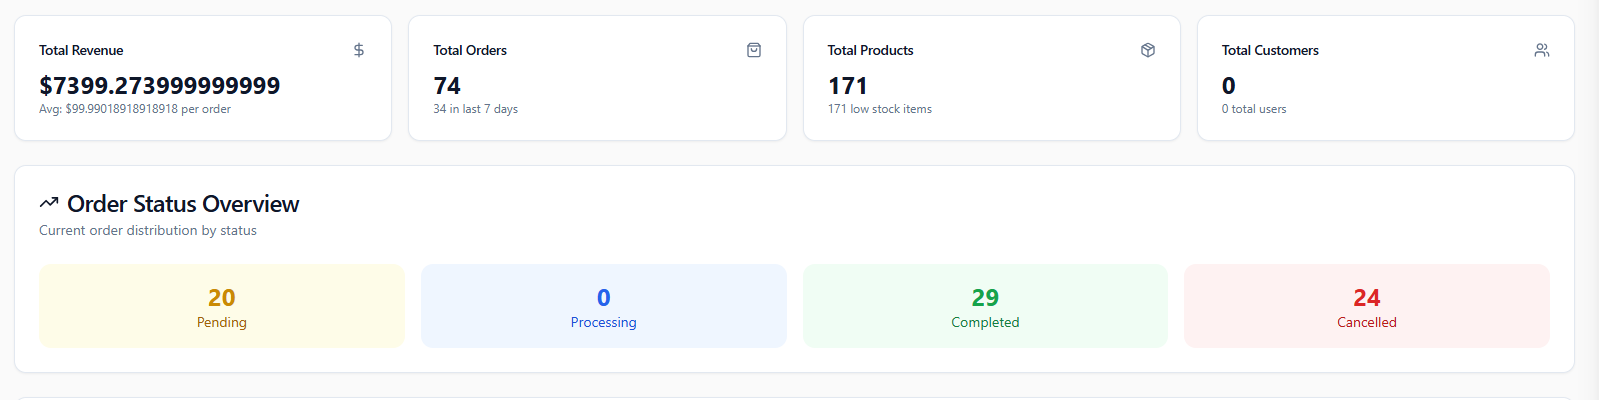 Total Revenue
$7399.273999999999
Avg: $99.99018918918918 per order
Total Orders
74
34 in last 7 days
Total Products
171
171 low stock items
Total Customers
0
0 total users
Order Status Overview
Current order distribution by status
20
Pending
0
Processing
29
Completed
24
Cancelled